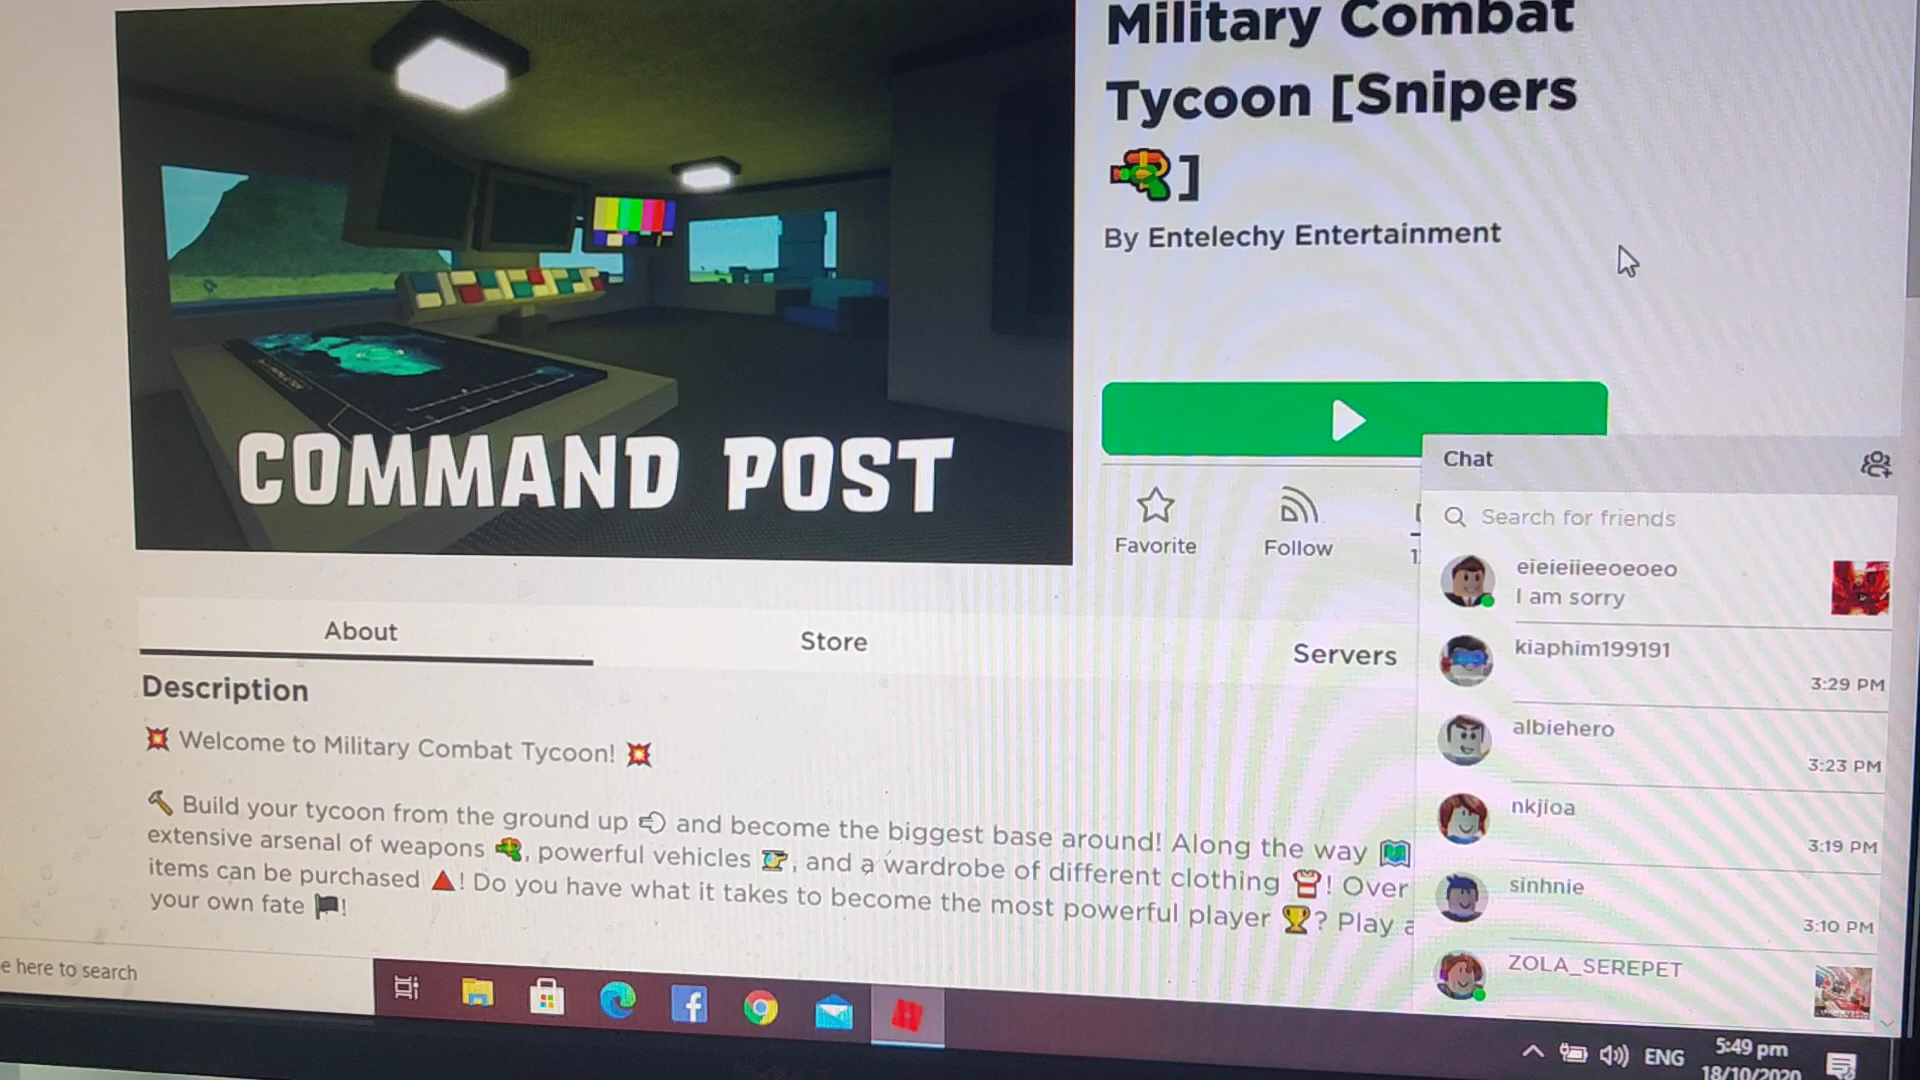 Military Combat
Tycoon [Snipers
🔫]
By Entelechy Entertainment
COMMAND POST
Favorite
Follow
About
Store
Servers
Description
💥 Welcome to Military Combat Tycoon! 💥
🔨 Build your tycoon from the ground up 💨 and become the biggest base around! Along the way 🗺
extensive arsenal of weapons 🔫, powerful vehicles 🚁, and a wardrobe of different clothing 🎽! Over
items can be purchased 🔺! Do you have what it takes to become the most powerful player 🏆? Play
your own fate 🏴!
Chat
Search for friends
eieieiieeoeoeo
I am sorry
kiaphim199191
3:29 PM
albiehero
3:23 PM
nkjioa
3:19 PM
sinhnie
3:10 PM
ZOLA_SEREPET
e here to search
ENG
5:49 pm
18/10/2020